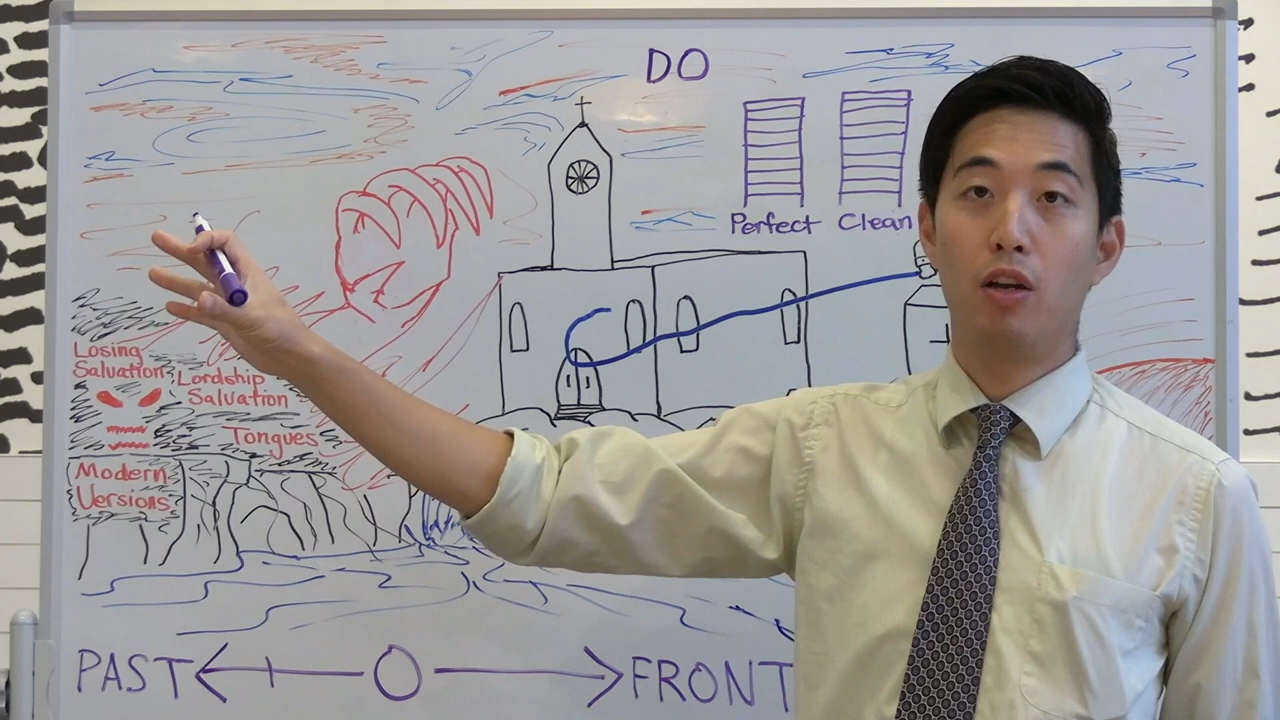 DO
Perfect Clean
Losing
Salvation
Lordship
Salvation
Tongues
Modern
Versions
PAST
O
FRONT